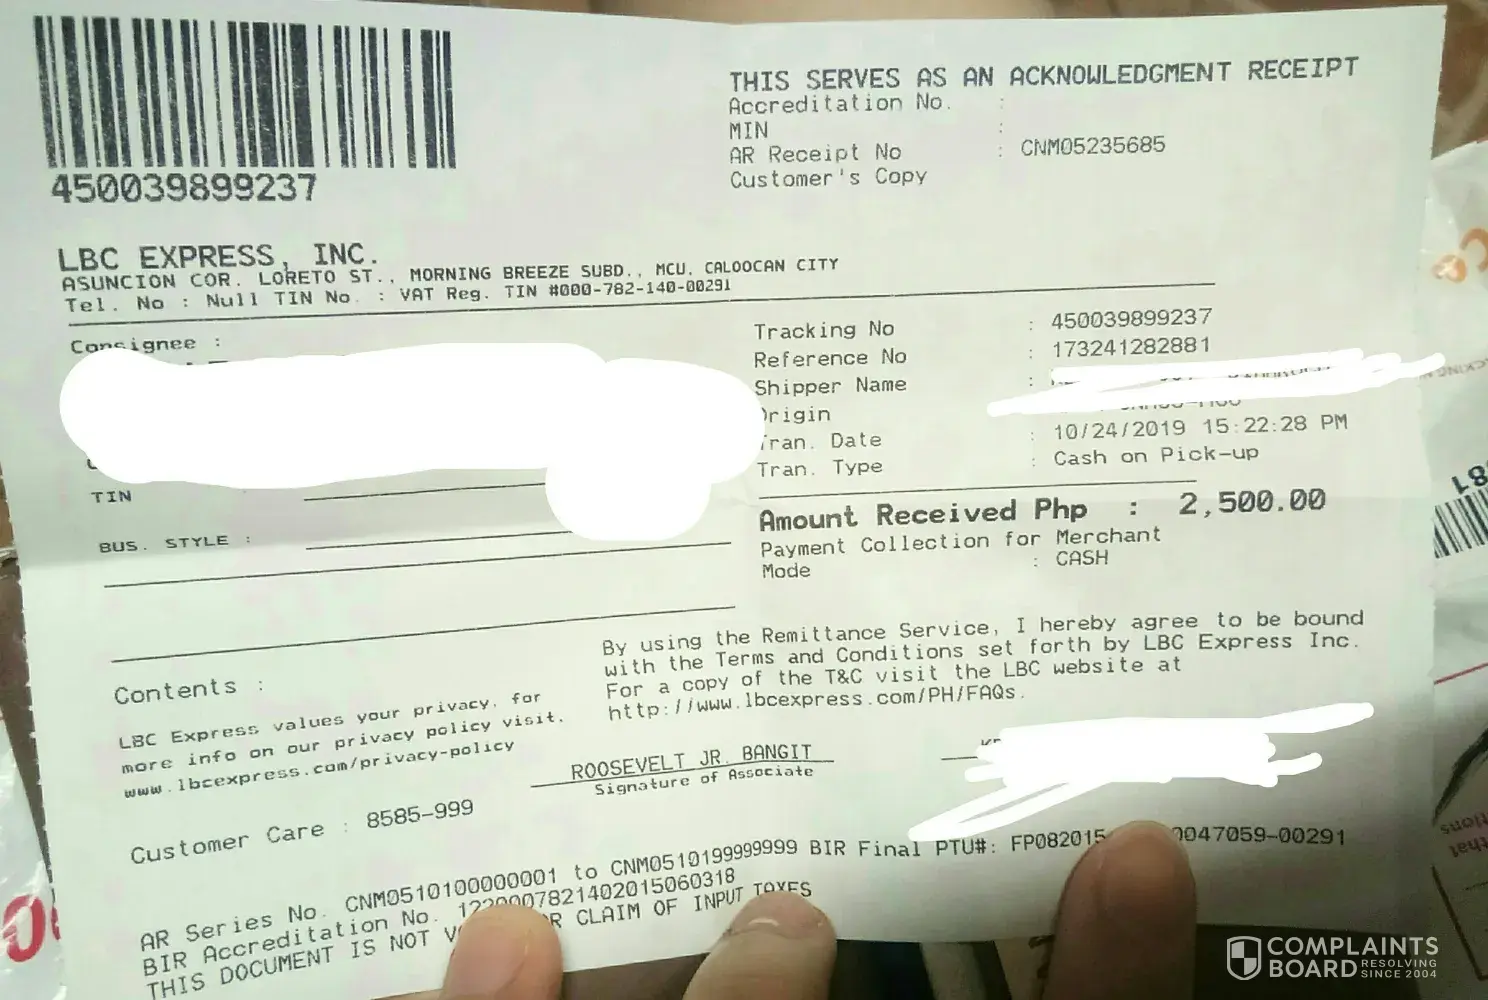 450039899237
THIS SERVES AS AN ACKNOWLEDGMENT RECEIPT
Accreditation No. :
MIN :
AR Receipt No : CNM05235685
Customer's Copy
LBC EXPRESS, INC.
ASUNCION COR. LORETO ST., MORNING BREEZE SUBD., MCU, CALOOCAN CITY
Tel. No : Null TIN No. : VAT Reg. TIN #000-782-140-00291
Consignee :
TIN
BUS. STYLE :
Tracking No : 450039899237
Reference No : 173241282881
Shipper Name :
Origin
Tran. Date : 10/24/2019 15:22:28 PM
Tran. Type : Cash on Pick-up
Amount Received Php : 2,500.00
Payment Collection for Merchant
Mode : CASH
By using the Remittance Service, I hereby agree to be bound
with the Terms and Conditions set forth by LBC Express Inc.
For a copy of the T&C visit the LBC website at
http://www.lbcexpress.com/PH/FAQs.
Contents :
LBC Express values your privacy, for
more info on our privacy policy visit.
www.lbcexpress.com/privacy-policy
ROOSEVELT JR. BANGIT
Signature of Associate
Customer Care : 8585-999
AR Series No. CNM0510100000001 to CNM0510199999999 BIR Final PTU#: FP082015 0047059-00291
BIR Accreditation No.
THIS DOCUMENT IS NOT CLAIM OF INPUT TAXES
COMPLAINTS
BOARD RESOLVING SINCE 2004